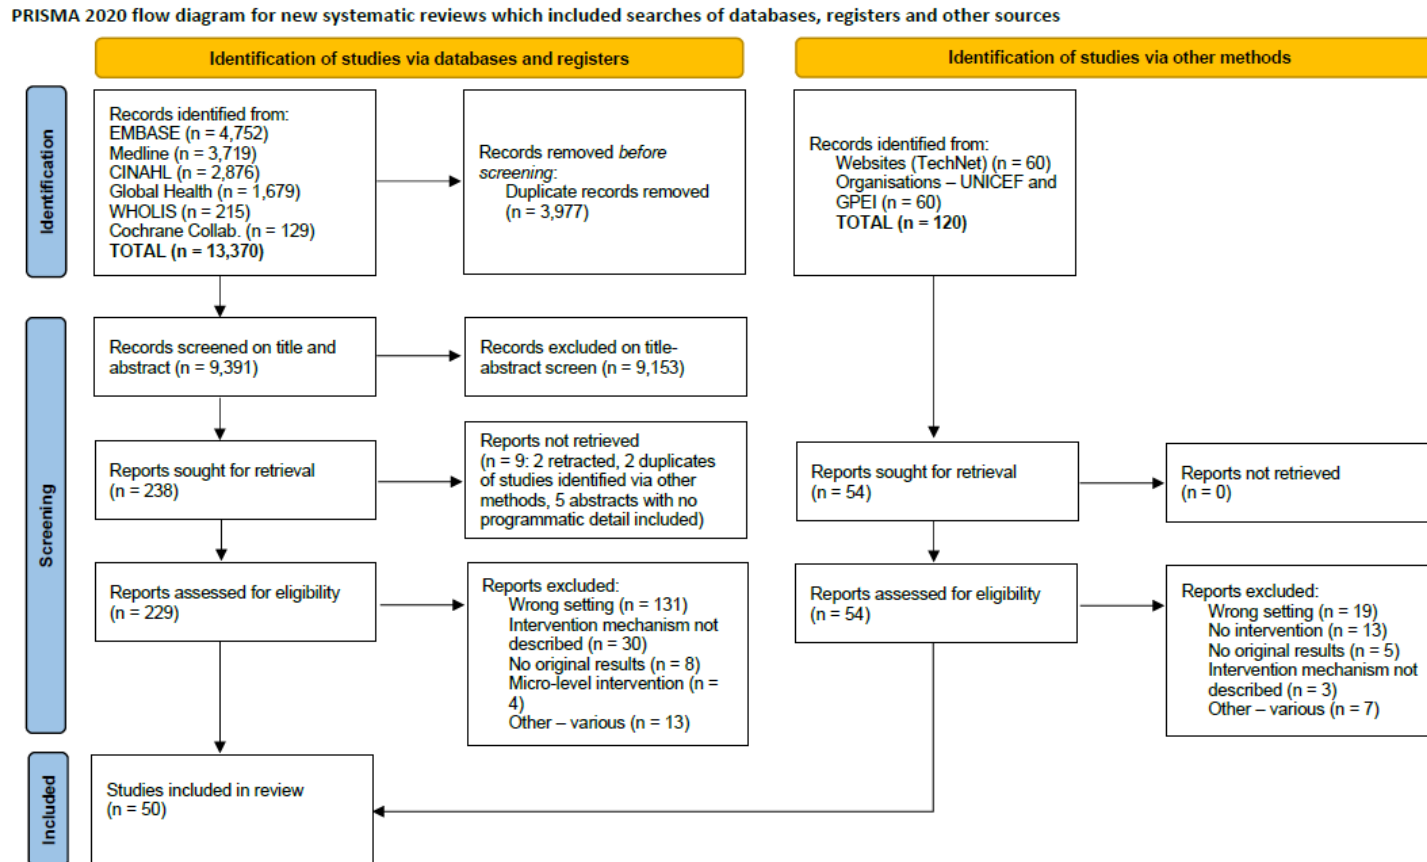 PRISMA 2020 flow diagram for new systematic reviews which included searches of databases, registers and other sources
Identification of studies via databases and registers
Identification of studies via other methods
Identification
Records identified from:
EMBASE (n = 4,752)
Medline (n = 3,719)
CINAHL (n = 2,876)
Global Health (n = 1,679)
WHOLIS (n = 215)
Cochrane Collab. (n = 129)
TOTAL (n = 13,370)
Records removed before
screening:
Duplicate records removed
(n = 3,977)
Records identified from:
Websites (TechNet) (n = 60)
Organisations – UNICEF and
GPEI (n = 60)
TOTAL (n = 120)
Screening
Records screened on title and
abstract (n = 9,391)
Records excluded on title-
abstract screen (n = 9,153)
Reports sought for retrieval
(n = 238)
Reports not retrieved
(n = 9: 2 retracted, 2 duplicates
of studies identified via other
methods, 5 abstracts with no
programmatic detail included)
Reports sought for retrieval
(n = 54)
Reports not retrieved
(n = 0)
Reports assessed for eligibility
(n = 229)
Reports excluded:
Wrong setting (n = 131)
Intervention mechanism not
described (n = 30)
No original results (n = 8)
Micro-level intervention (n =
4)
Other – various (n = 13)
Reports assessed for eligibility
(n = 54)
Reports excluded:
Wrong setting (n = 19)
No intervention (n = 13)
No original results (n = 5)
Intervention mechanism not
described (n = 3)
Other – various (n = 7)
Included
Studies included in review
(n = 50)